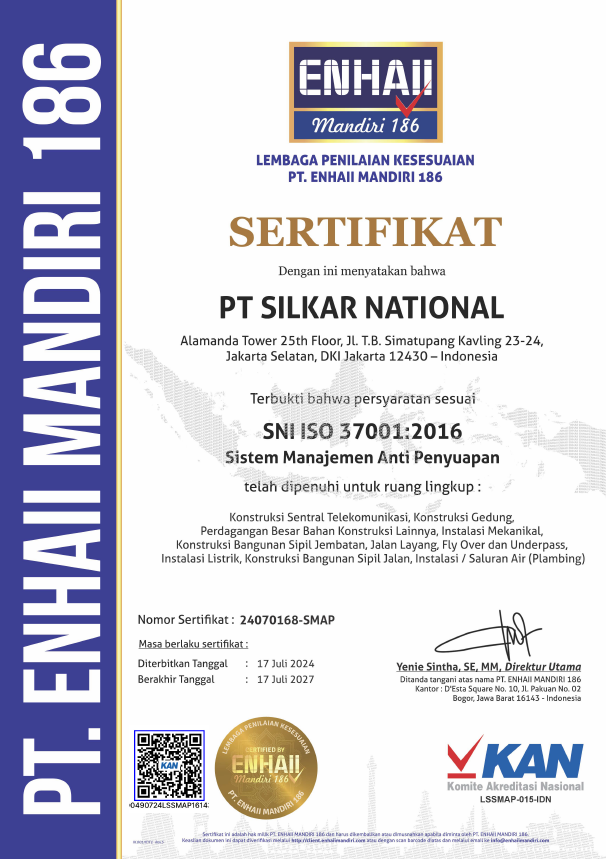 PT. ENHAII MANDIRI 186
ENHAII
Mandiri 186
LEMBAGA PENILAIAN KESESUAIAN
PT. ENHAII MANDIRI 186
SERTIFIKAT
Dengan ini menyatakan bahwa
PT SILKAR NATIONAL
Alamanda Tower 25th Floor, Jl. T.B. Simatupang Kavling 23-24,
Jakarta Selatan, DKI Jakarta 12430 – Indonesia
Terbukti bahwa persyaratan sesuai
SNI ISO 37001:2016
Sistem Manajemen Anti Penyuapan
telah dipenuhi untuk ruang lingkup :
Konstruksi Sentral Telekomunikasi, Konstruksi Gedung,
Perdagangan Besar Bahan Konstruksi Lainnya, Instalasi Mekanikal,
Konstruksi Bangunan Sipil Jembatan, Jalan Layang, Fly Over dan Underpass,
Instalasi Listrik, Konstruksi Bangunan Sipil Jalan, Instalasi / Saluran Air (Plambing)
Nomor Sertifikat : 24070168-SMAP
Masa berlaku sertifikat :
Diterbitkan Tanggal : 17 Juli 2024
Berakhir Tanggal : 17 Juli 2027
Yenie Sintha, SE, MM, Direktur Utama
Ditanda tangani atas nama PT. ENHAII MANDIRI 186
Kantor : D'Esta Square No. 10, Jl. Pakuan No. 02
Bogor, Jawa Barat 16143 - Indonesia
KAN
0490724LSSMAP1614
LEMBAGA PENILAIAN KESESUAIAN
CERTIFIED BY
ENHAII
Mandiri 186
PT. ENHAII MANDIRI 186
KAN
Komite Akreditasi Nasional
LSSMAP-015-IDN
Sertifikat ini adalah hak milik PT. ENHAII MANDIRI 186 dan harus dikembalikan atau dimusnahkan apabila diminta oleh PT. ENHAII MANDIRI 186
Keaslian dokumen ini dapat diverifikasi melalui http://client.enhaiimandiri.com atau dengan scan barcode diatas dan melalui email ke info@enhaiimandiri.com